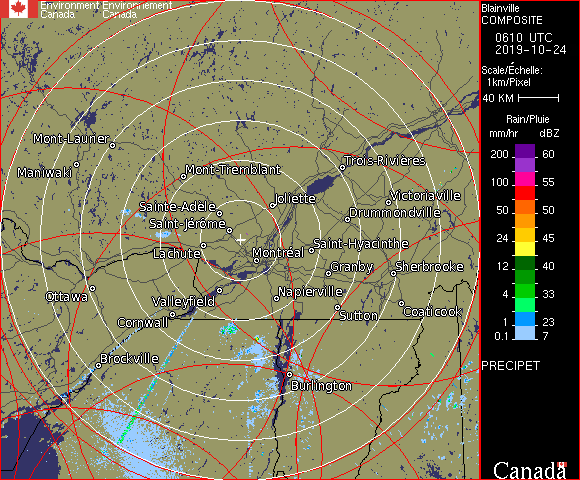 Environment Environnement
Canada Canada
Blainville
COMPOSITE
0610 UTC
2019-10-24
Scale/Échelle:
1km/Pixel
40 KM
Rain/Pluie
mm/hr dBZ
200 60
150 57
100 55
50 50
24 45
12 40
4 33
1 23
0.1 7
PRECIPET
Canada
Mont-Laurier
Maniwaki
Mont-Tremblant
Trois-Rivières
Joliette
Victoriaville
Sainte-Adèle
Drummondville
Saint-Jérôme
Lachute
Montréal
Saint-Hyacinthe
Granby
Sherbrooke
Ottawa
Valleyfield
Napierville
Cornwall
Sutton
Coaticook
Brockville
Burlington